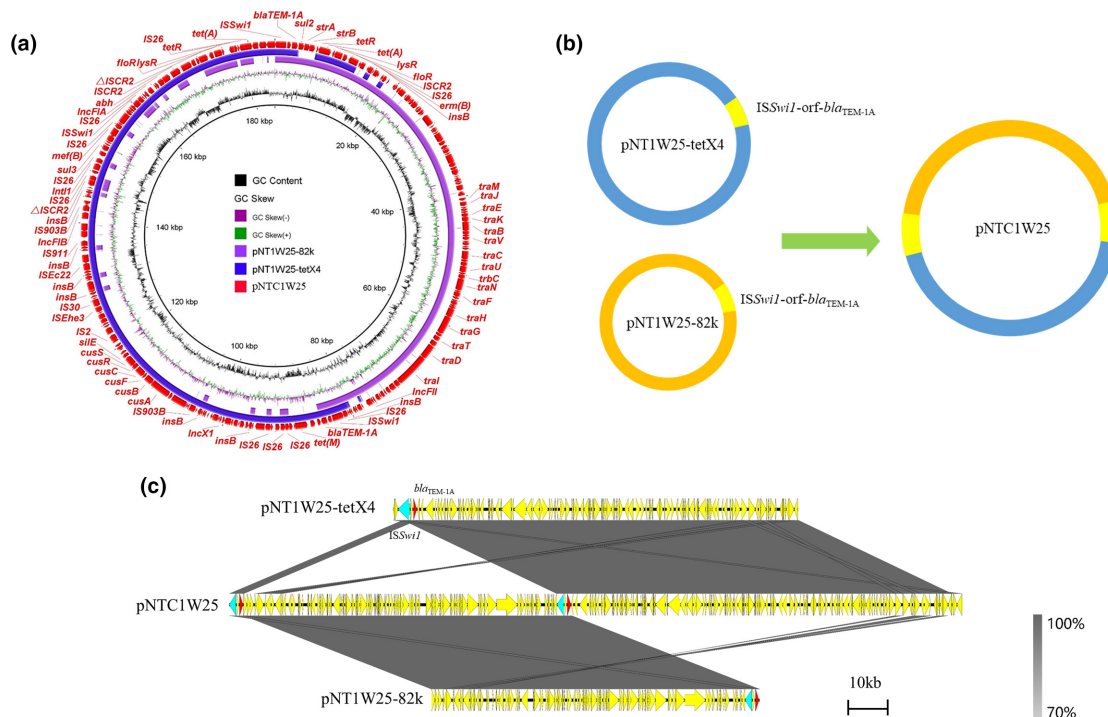 (a)
blaTEM-1A
sul2
strA
strB
tetR
tet(A)
lysR
floR
ISCR2
IS26
erm(B)
insB
traM
traJ
traE
traK
traB
traV
traC
traU
trbC
traN
traF
traH
traG
traT
traD
traI
IncFII
insB
IS26
ISSwi1
blaTEM-1A
tet(M)
IS26
IS26
IS26
insB
IncX1
insB
IS903B
cusA
cusB
cusF
cusC
cusR
cusS
silE
IS2
ISEhe3
IS30
insB
insB
ISEc22
insB
IS911
IncFIB
IS903B
insB
△ISCR2
IS26
IntI1
IS26
sul3
mef(B)
IS26
ISSwi1
IS26
IncFIA
abh
ISCR2
△ISCR2
floR
lysR
tet(A)
tetR
IS26
ISSwi1
180 kbp
20 kbp
40 kbp
60 kbp
80 kbp
100 kbp
120 kbp
140 kbp
160 kbp
GC Content
GC Skew
GC Skew(-)
GC Skew(+)
pNT1W25-82k
pNT1W25-tetX4
pNTC1W25
(b)
pNT1W25-tetX4
ISSwi1-orf-blaTEM-1A
pNT1W25-82k
ISSwi1-orf-blaTEM-1A
pNTC1W25
(c)
blaTEM-1A
pNT1W25-tetX4
ISSwi1
pNTC1W25
pNT1W25-82k
10kb
100%
70%